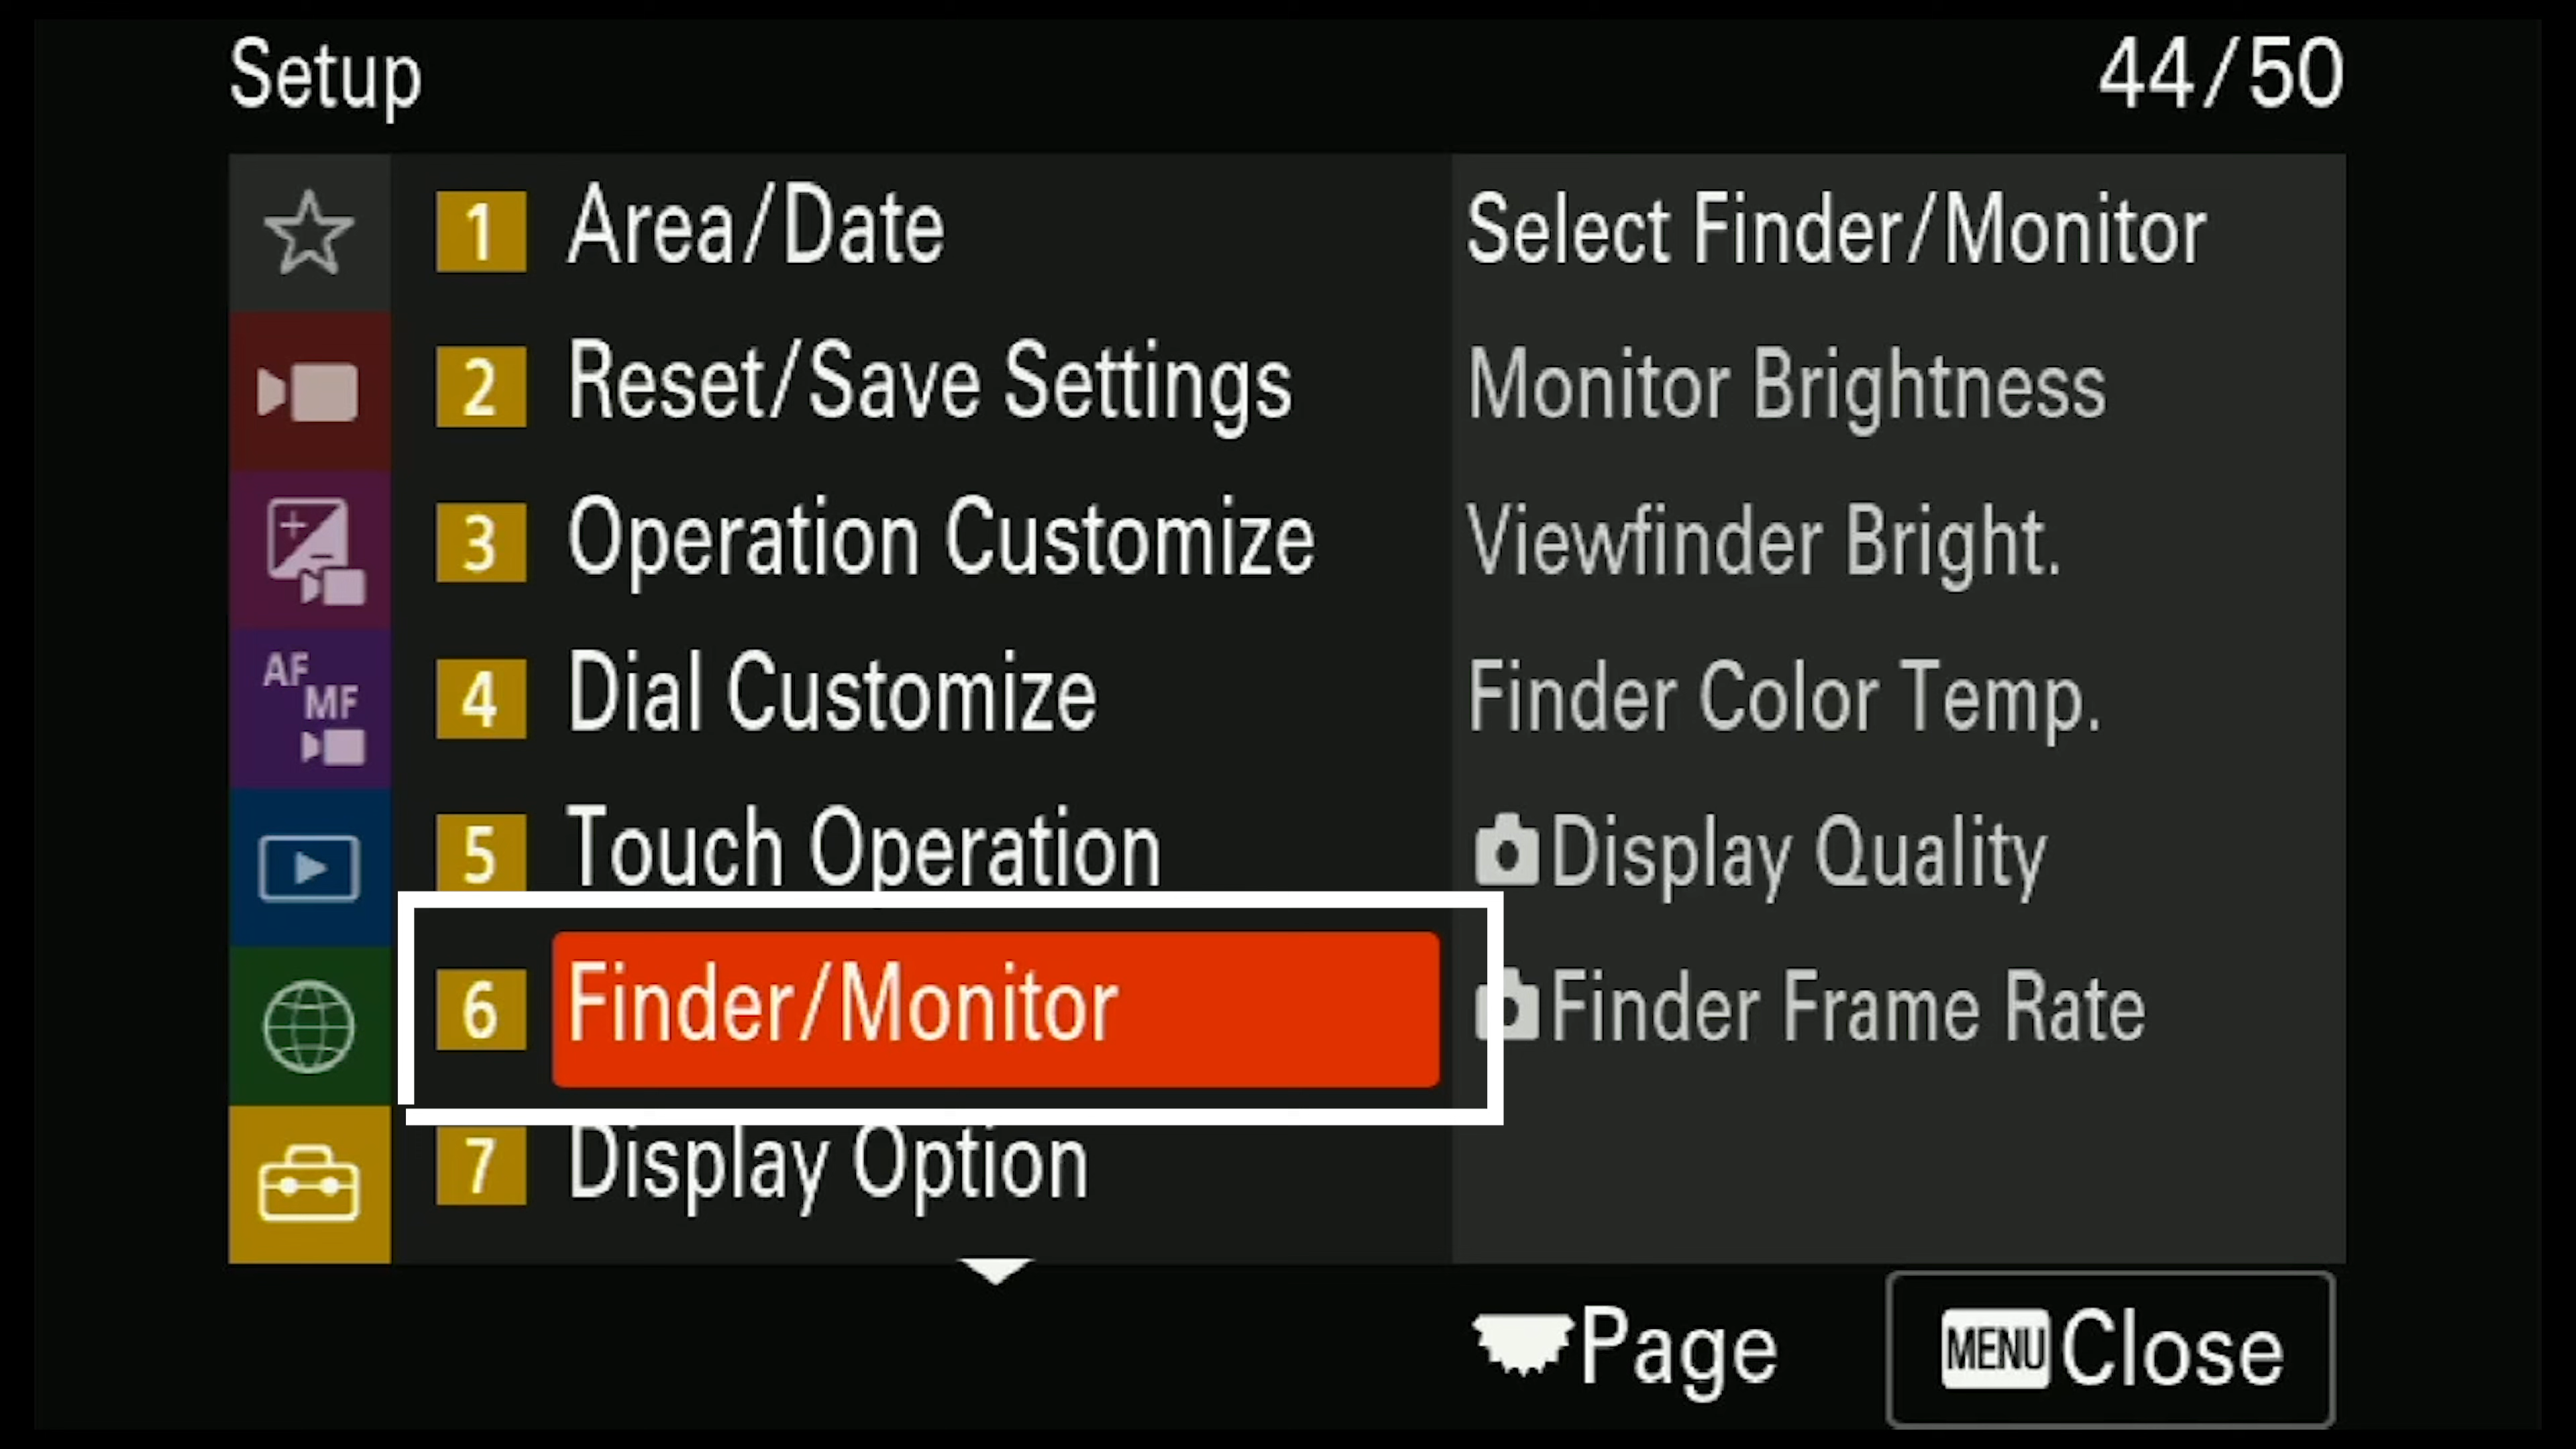 Setup 44/50
1 Area/Date
2 Reset/Save Settings
3 Operation Customize
4 Dial Customize
5 Touch Operation
6 Finder/Monitor
7 Display Option
AF
MF
Select Finder/Monitor
Monitor Brightness
Viewfinder Bright.
Finder Color Temp.
Display Quality
Finder Frame Rate
Page
MENU Close